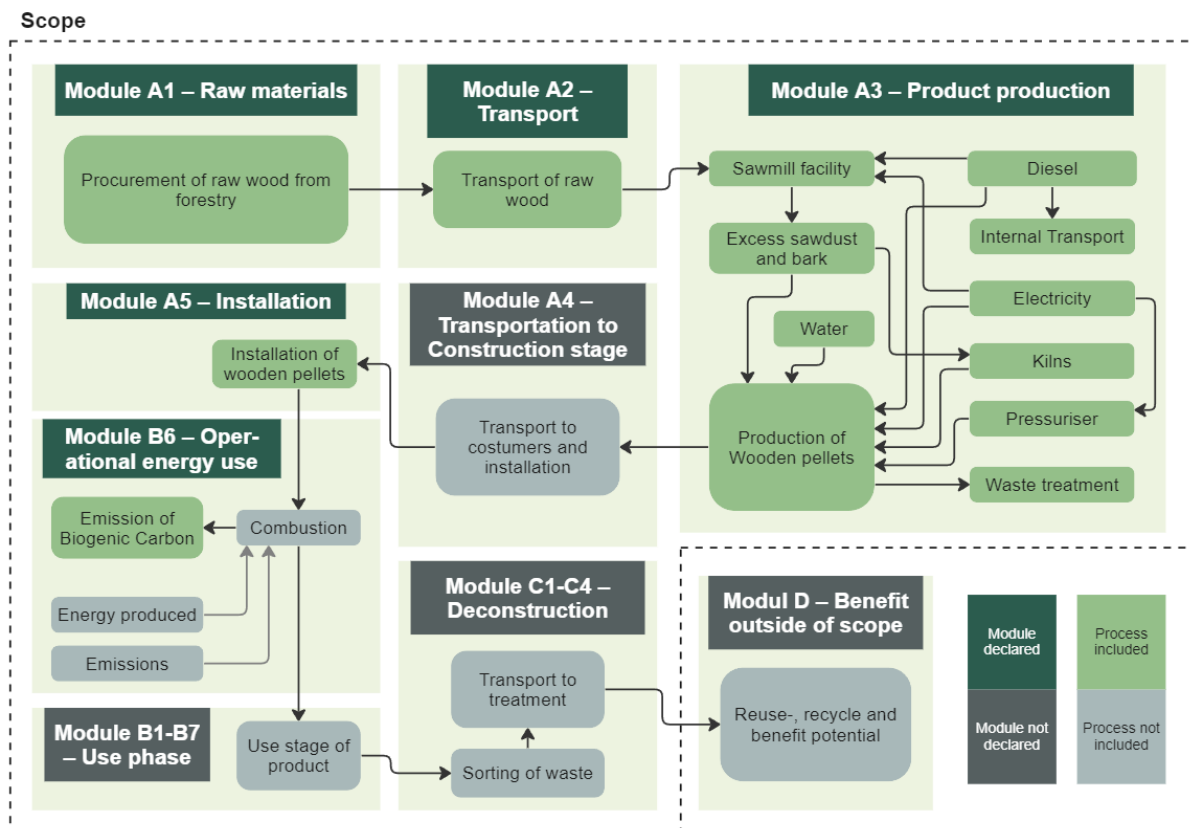 Scope
Module A1 – Raw materials
Procurement of raw wood from
forestry
Module A2 –
Transport
Transport of raw
wood
Module A3 – Product production
Sawmill facility
Diesel
Excess sawdust
and bark
Internal Transport
Electricity
Water
Kilns
Pressuriser
Production of
Wooden pellets
Waste treatment
Module A5 – Installation
Installation of
wooden pellets
Module A4 –
Transportation to
Construction stage
Transport to
costumers and
installation
Module B6 – Oper-
ational energy use
Emission of
Biogenic Carbon
Combustion
Energy produced
Emissions
Module B1-B7
– Use phase
Use stage of
product
Module C1-C4 –
Deconstruction
Transport to
treatment
Sorting of waste
Modul D – Benefit
outside of scope
Reuse-, recycle and
benefit potential
Module
declared
Process
included
Module not
declared
Process not
included